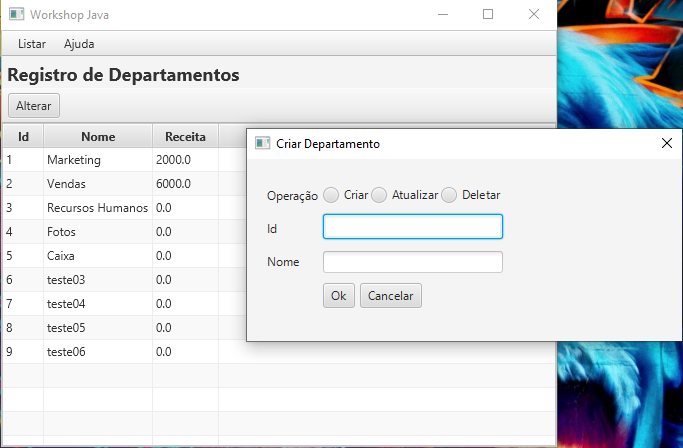 Workshop Java
Listar Ajuda
Registro de Departamentos
Alterar
Id Nome Receita
1 Marketing 2000.0
2 Vendas 6000.0
3 Recursos Humanos 0.0
4 Fotos 0.0
5 Caixa 0.0
6 teste03 0.0
7 teste04 0.0
8 teste05 0.0
9 teste06 0.0
Criar Departamento
Operação Criar Atualizar Deletar
Id
Nome
Ok Cancelar